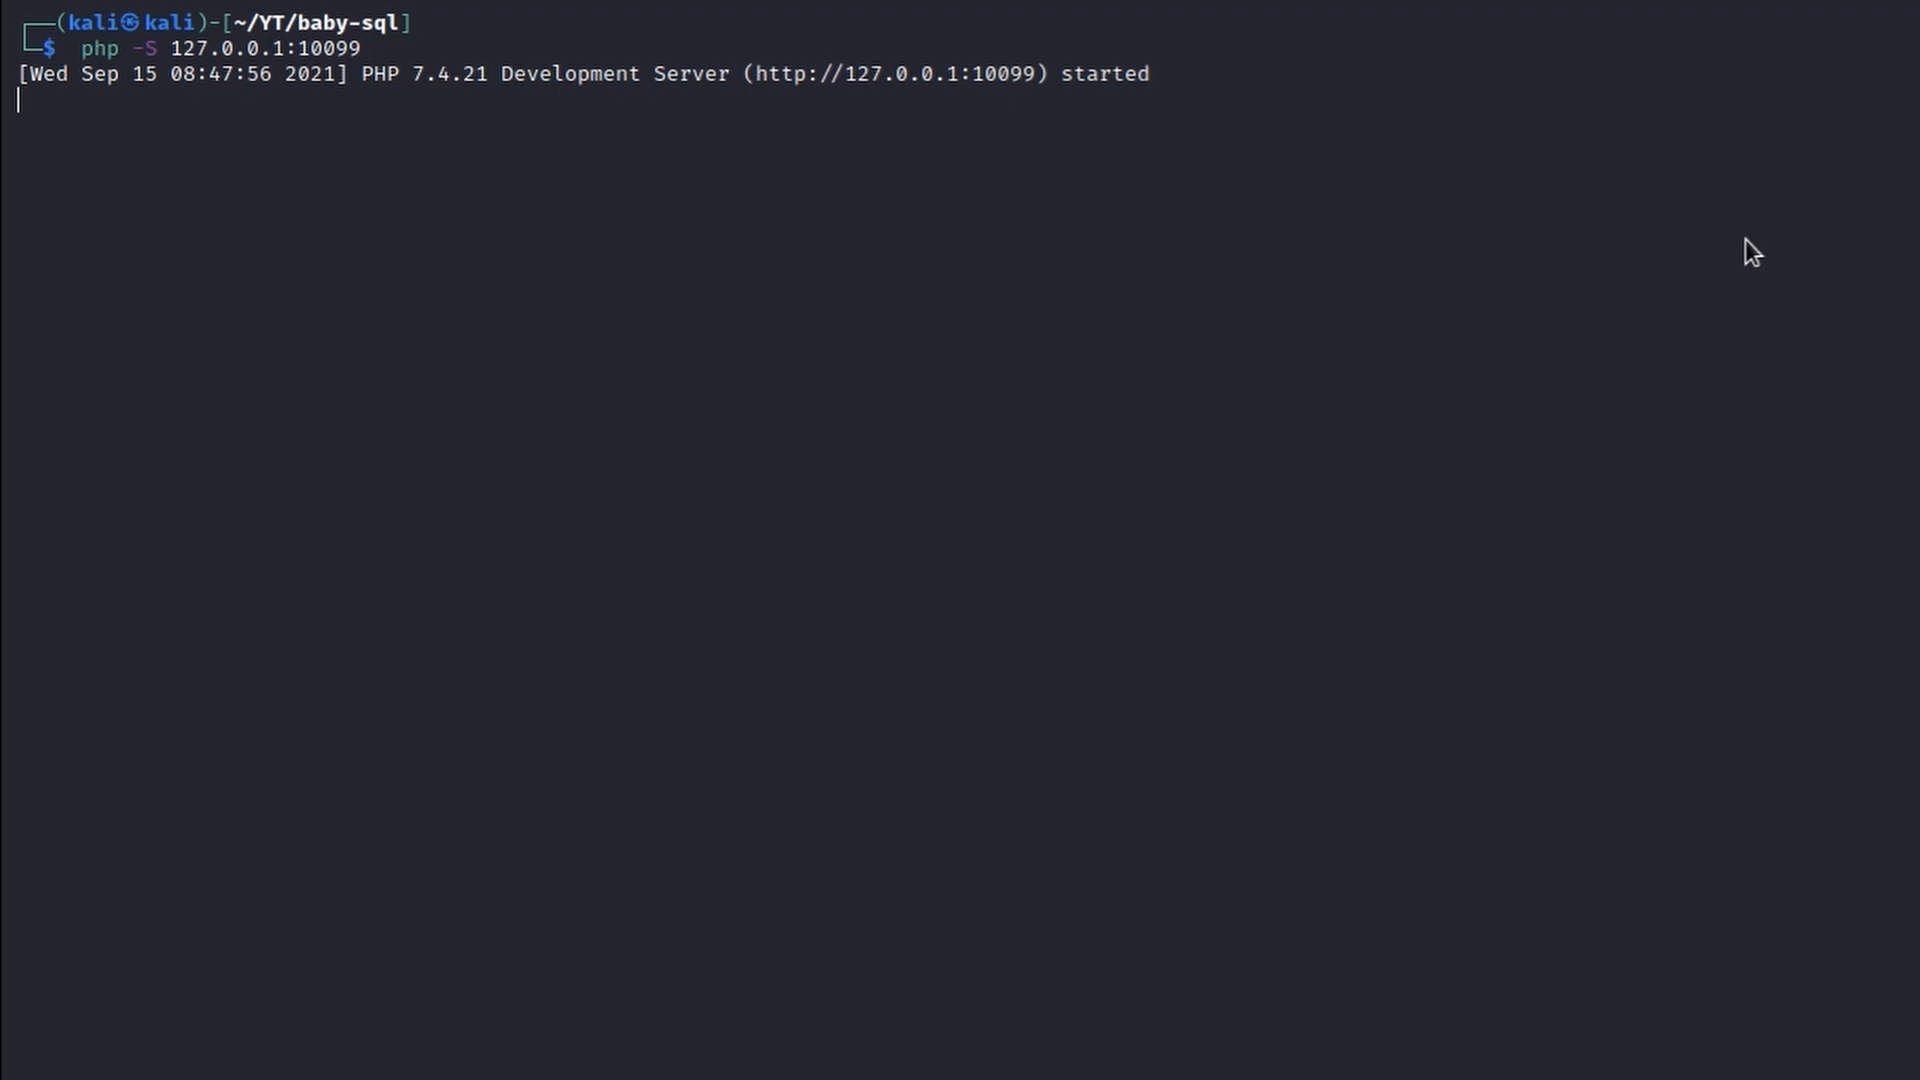 ┌──(kali㉿kali)-[~/YT/baby-sql]
└─$  php -S 127.0.0.1:10099
[Wed Sep 15 08:47:56 2021] PHP 7.4.21 Development Server (http://127.0.0.1:10099) started